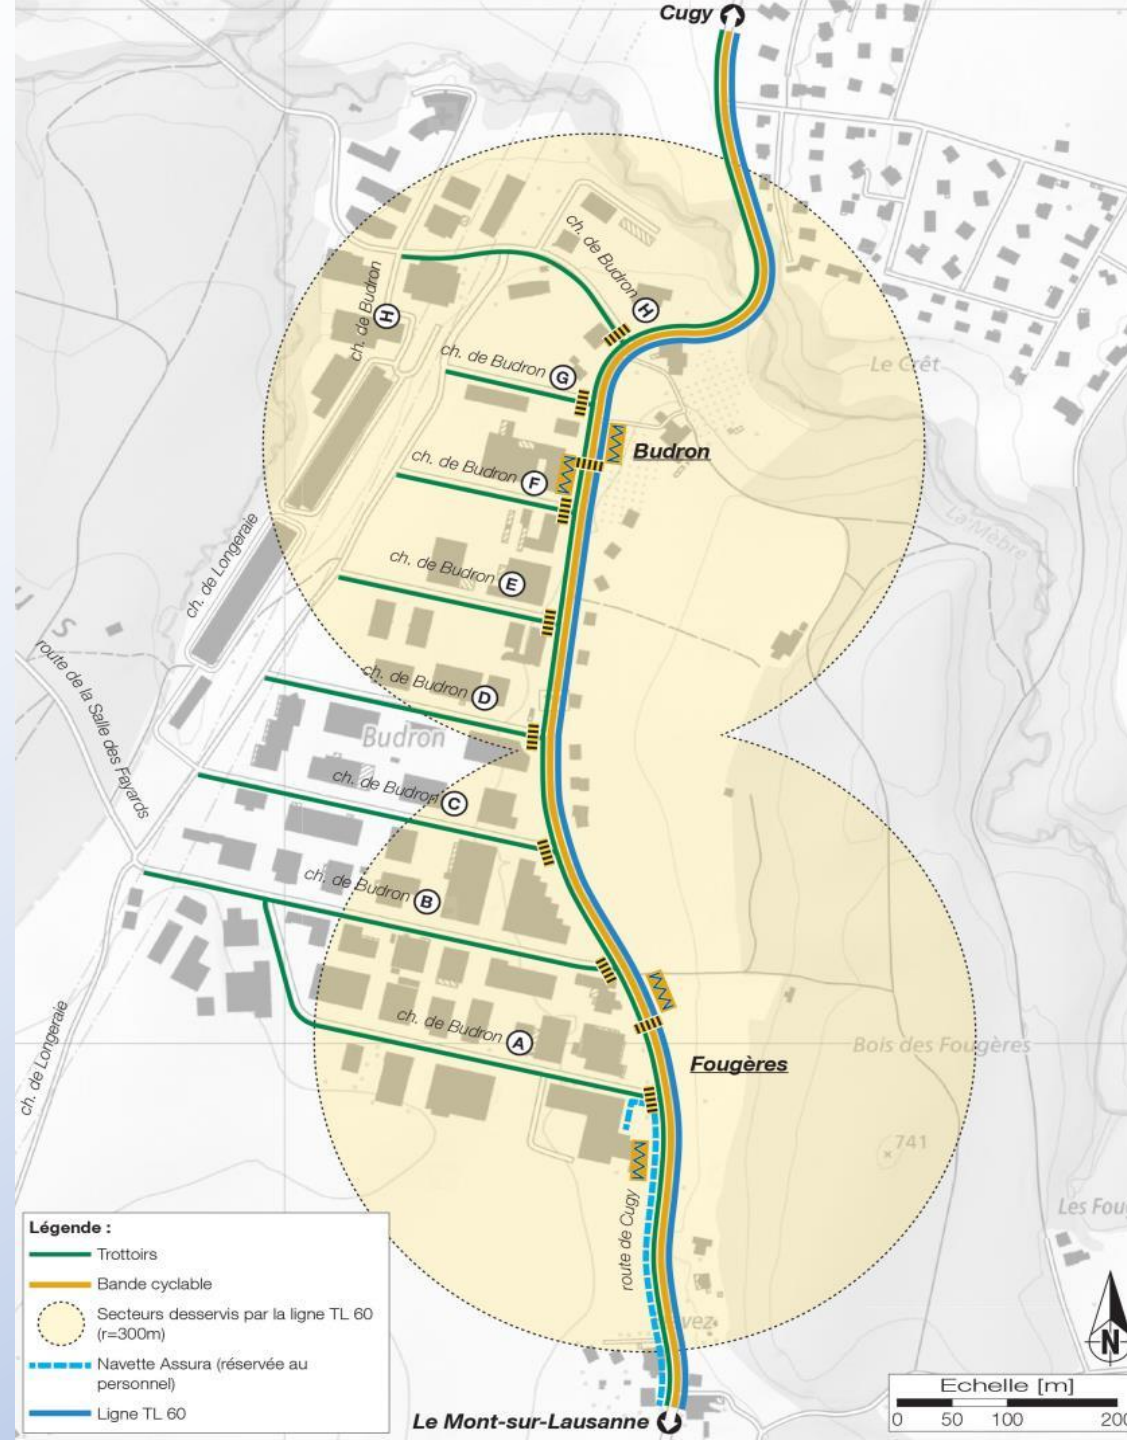 Cugy
ch. de Budron
H
ch. de Budron
H
ch. de Budron
G
Le Crêt
Budron
ch. de Budron
F
La Mèbre
ch. de Longeraie
ch. de Budron
E
route de la Salle des Fayards
ch. de Budron
D
Budron
ch. de Budron
C
ch. de Budron
B
ch. de Longeraie
ch. de Budron
A
Bois des Fougères
Fougères
741
route de Cugy
Les Foug
vez
Légende :
Trottoirs
Bande cyclable
Secteurs desservis par la ligne TL 60
(r=300m)
Navette Assura (réservée au
personnel)
Ligne TL 60
N
Echelle [m]
0 50 100 200
Le Mont-sur-Lausanne